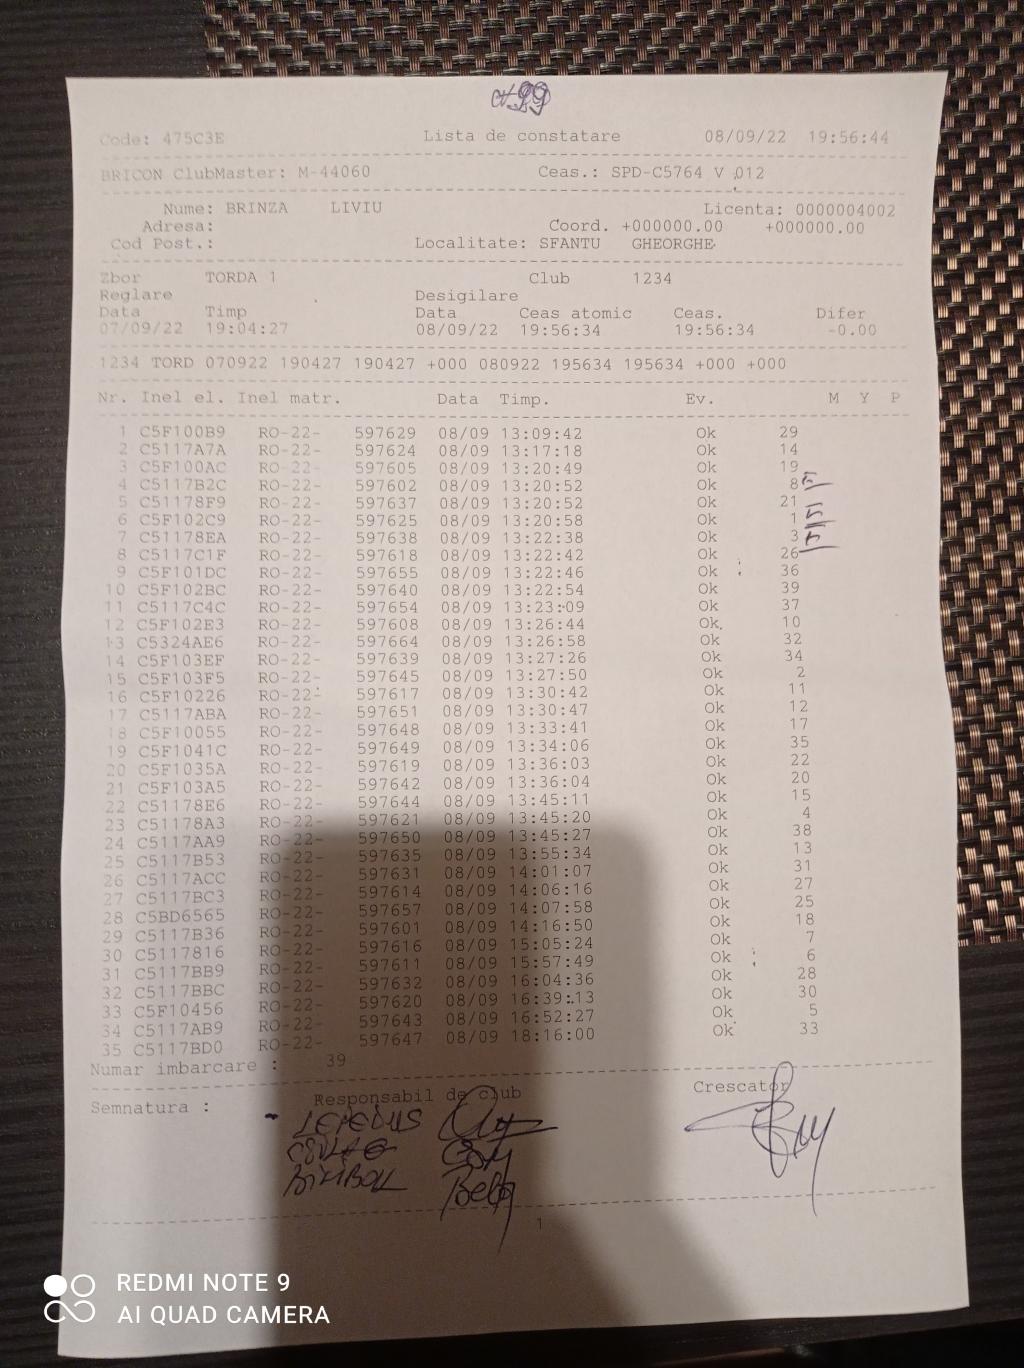 Code: 475C3E Lista de constatare 08/09/22 19:56:44
BRICON ClubMaster: M-44060 Ceas.: SPD-C5764 V 012
Nume: BRINZA LIVIU Licenta: 0000004002
Adresa: Coord. +000000.00 +000000.00
Cod Post.: Localitate: SFANTU GHEORGHE
Zbor TORDA 1 Club 1234
Reglare Desigilare
Data Timp Data Ceas atomic Ceas. Difer
07/09/22 19:04:27 08/09/22 19:56:34 19:56:34 -0.00
1234 TORD 070922 190427 190427 +000 080922 195634 195634 +000 +000
Nr. Inel el. Inel matr. Data Timp. Ev. M Y P
1 C5F100B9 RO-22- 597629 08/09 13:09:42 Ok 29
2 C5117A7A RO-22- 597624 08/09 13:17:18 Ok 14
3 C5F100AC RO-22- 597605 08/09 13:20:49 Ok 19
4 C5117B2C RO-22- 597602 08/09 13:20:52 Ok 8
5 C51178F9 RO-22- 597637 08/09 13:20:52 Ok 21
6 C5F102C9 RO-22- 597625 08/09 13:20:58 Ok 1
7 C51178EA RO-22- 597638 08/09 13:22:38 Ok 3
8 C5117C1F RO-22- 597618 08/09 13:22:42 Ok 26
9 C5F101DC RO-22- 597655 08/09 13:22:46 Ok 36
10 C5F102BC RO-22- 597640 08/09 13:22:54 Ok 39
11 C5117C4C RO-22- 597654 08/09 13:23:09 Ok 37
12 C5F102E3 RO-22- 597608 08/09 13:26:44 Ok 10
13 C5324AE6 RO-22- 597664 08/09 13:26:58 Ok 32
14 C5F103EF RO-22- 597639 08/09 13:27:26 Ok 34
15 C5F103F5 RO-22- 597645 08/09 13:27:50 Ok 2
16 C5F10226 RO-22- 597617 08/09 13:30:42 Ok 11
17 C5117ABA RO-22- 597651 08/09 13:30:47 Ok 12
18 C5F10055 RO-22- 597648 08/09 13:33:41 Ok 17
19 C5F1041C RO-22- 597649 08/09 13:34:06 Ok 35
20 C5F1035A RO-22- 597619 08/09 13:36:03 Ok 22
21 C5F103A5 RO-22- 597642 08/09 13:36:04 Ok 20
22 C51178E6 RO-22- 597644 08/09 13:45:11 Ok 15
23 C51178A3 RO-22- 597621 08/09 13:45:20 Ok 4
24 C5117AA9 RO-22- 597650 08/09 13:45:27 Ok 38
25 C5117B53 RO-22- 597635 08/09 13:55:34 Ok 13
26 C5117ACC RO-22- 597631 08/09 14:01:07 Ok 31
27 C5117BC3 RO-22- 597614 08/09 14:06:16 Ok 27
28 C5BD6565 RO-22- 597657 08/09 14:07:58 Ok 25
29 C5117B36 RO-22- 597601 08/09 14:16:50 Ok 18
30 C5117816 RO-22- 597616 08/09 15:05:24 Ok 7
31 C5117BB9 RO-22- 597611 08/09 15:57:49 Ok 6
32 C5117BBC RO-22- 597632 08/09 16:04:36 Ok 28
33 C5F10456 RO-22- 597620 08/09 16:39:13 Ok 30
34 C5117AB9 RO-22- 597643 08/09 16:52:27 Ok 5
35 C5117BD0 RO-22- 597647 08/09 18:16:00 Ok 33
Numar imbarcare : 39
Semnatura : Responsabil de club Crescator
1
REDMI NOTE 9
AI QUAD CAMERA